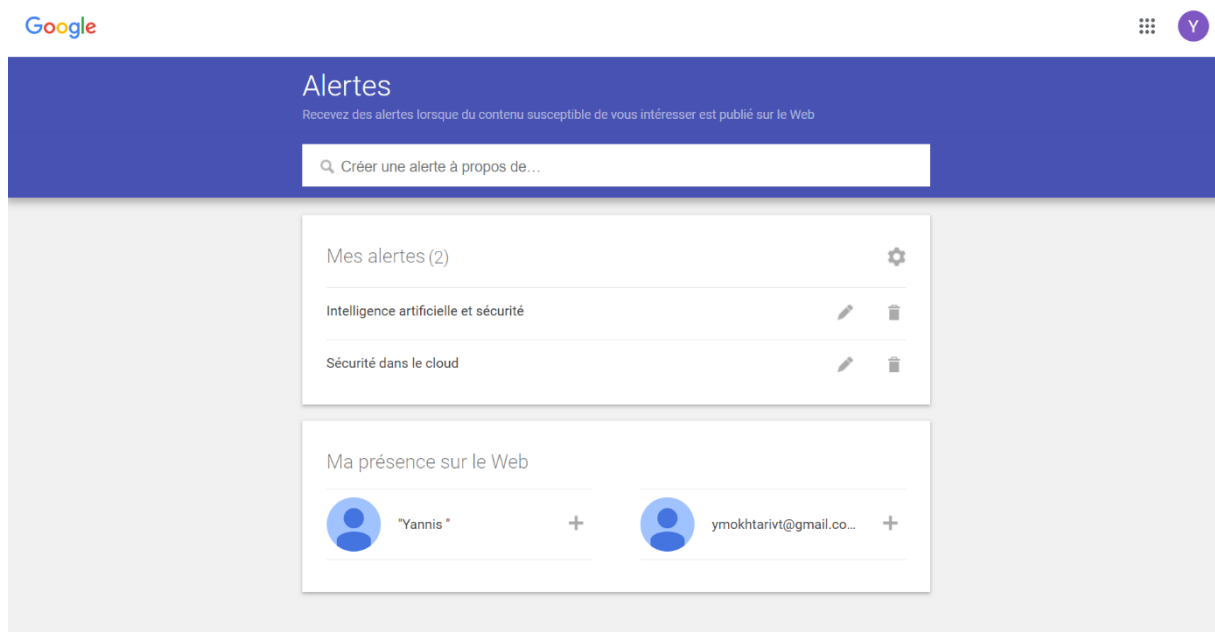 Google
Y
Alertes
Recevez des alertes lorsque du contenu susceptible de vous intéresser est publié sur le Web
Créer une alerte à propos de…
Mes alertes (2)
Intelligence artificielle et sécurité
Sécurité dans le cloud
Ma présence sur le Web
"Yannis "
ymokhtarivt@gmail.co...